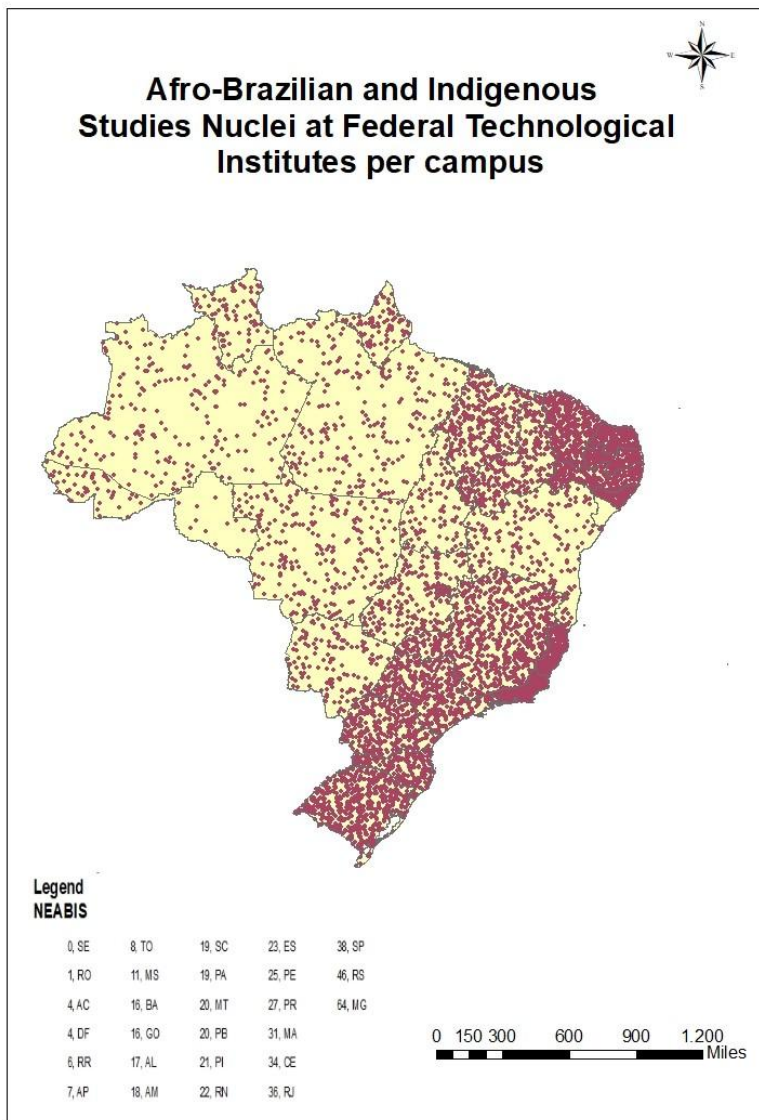 N
W E
S
Afro-Brazilian and Indigenous
Studies Nuclei at Federal Technological
Institutes per campus
Legend
NEABIS
0, SE 8, TO 19, SC 23, ES 38, SP
1, RO 11, MS 19, PA 25, PE 46, RS
4, AC 16, BA 20, MT 27, PR 64, MG
4, DF 16, GO 20, PB 31, MA
6, RR 17, AL 21, PI 34, CE
7, AP 18, AM 22, RN 36, RJ
0 150 300 600 900 1.200
Miles